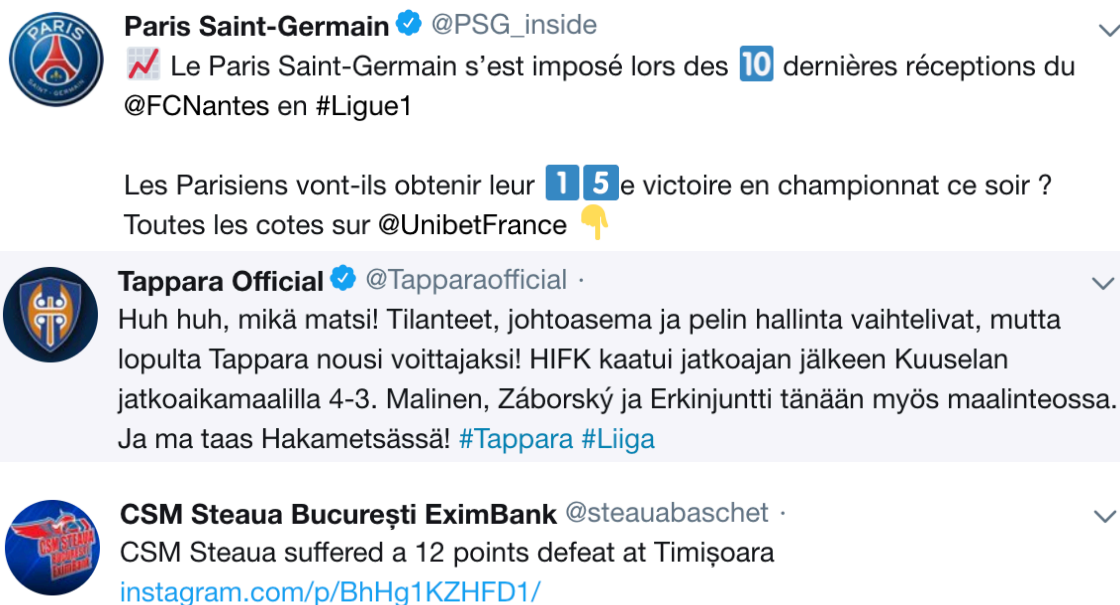 Paris Saint-Germain @PSG_inside
📈 Le Paris Saint-Germain s'est imposé lors des 🔟 dernières réceptions du
@FCNantes en #Ligue1
Les Parisiens vont-ils obtenir leur 1️⃣5️⃣e victoire en championnat ce soir ?
Toutes les cotes sur @UnibetFrance 👇
Tappara Official @Tapparaofficial ·
Huh huh, mikä matsi! Tilanteet, johtoasema ja pelin hallinta vaihtelivat, mutta
lopulta Tappara nousi voittajaksi! HIFK kaatui jatkoajan jälkeen Kuuselan
jatkoaikamaalilla 4-3. Malinen, Záborský ja Erkinjuntti tänään myös maalinteossa.
Ja ma taas Hakametsässä! #Tappara #Liiga
CSM Steaua București EximBank @steauabaschet ·
CSM Steaua suffered a 12 points defeat at Timișoara
instagram.com/p/BhHg1KZHFD1/